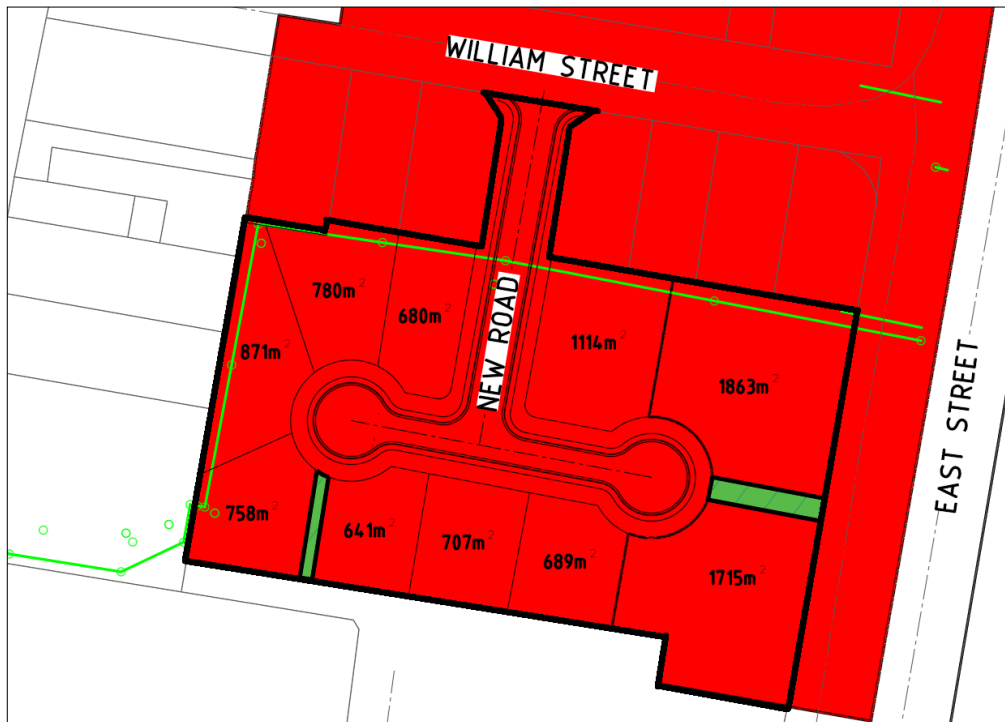 WILLIAM STREET
780m²
680m²
NEW ROAD
871m²
1114m²
1863m²
EAST STREET
758m²
641m²
707m²
689m²
1715m²